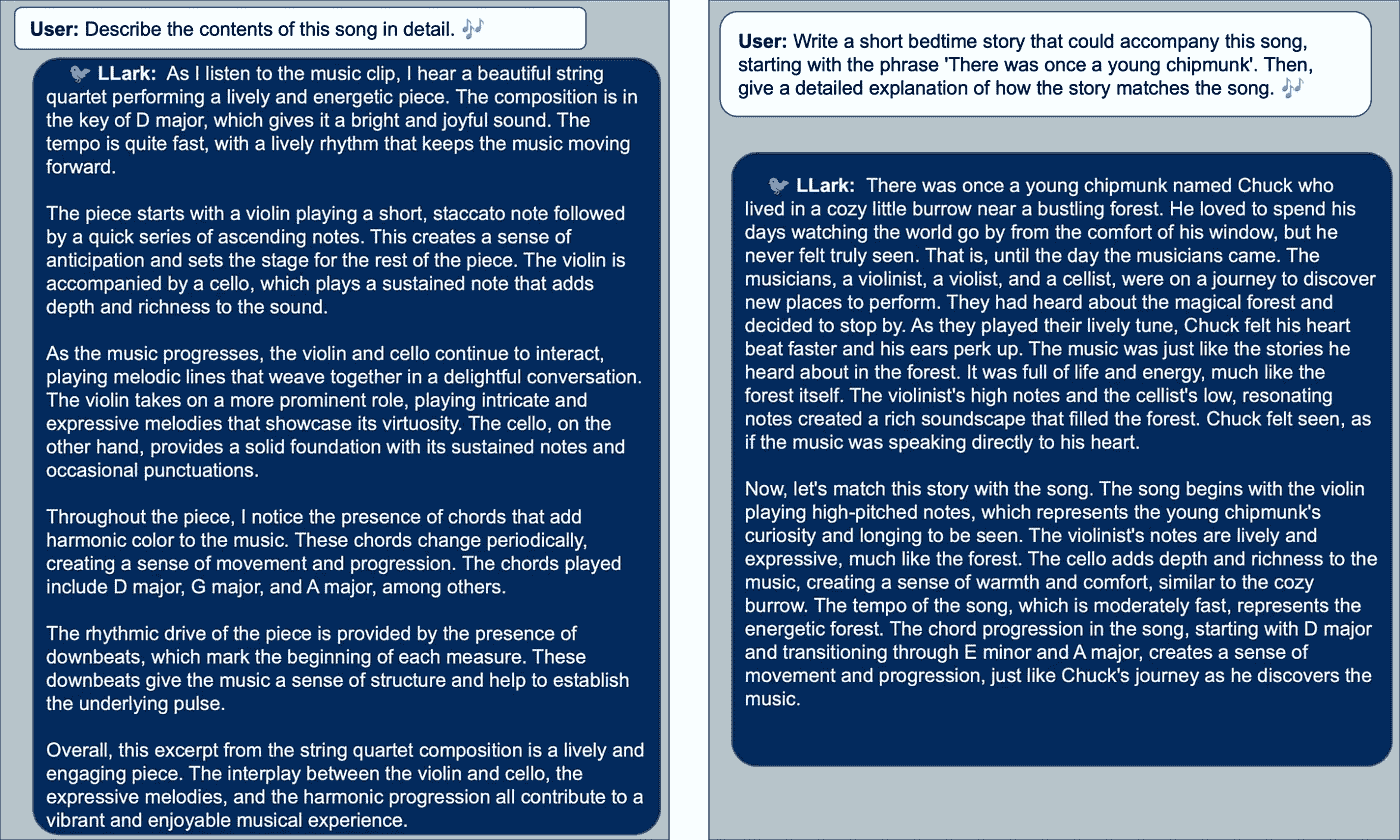 User: Describe the contents of this song in detail. 🎶
🐦 LLark: As I listen to the music clip, I hear a beautiful string
quartet performing a lively and energetic piece. The composition is in
the key of D major, which gives it a bright and joyful sound. The
tempo is quite fast, with a lively rhythm that keeps the music moving
forward.
The piece starts with a violin playing a short, staccato note followed
by a quick series of ascending notes. This creates a sense of
anticipation and sets the stage for the rest of the piece. The violin is
accompanied by a cello, which plays a sustained note that adds
depth and richness to the sound.
As the music progresses, the violin and cello continue to interact,
playing melodic lines that weave together in a delightful conversation.
The violin takes on a more prominent role, playing intricate and
expressive melodies that showcase its virtuosity. The cello, on the
other hand, provides a solid foundation with its sustained notes and
occasional punctuations.
Throughout the piece, I notice the presence of chords that add
harmonic color to the music. These chords change periodically,
creating a sense of movement and progression. The chords played
include D major, G major, and A major, among others.
The rhythmic drive of the piece is provided by the presence of
downbeats, which mark the beginning of each measure. These
downbeats give the music a sense of structure and help to establish
the underlying pulse.
Overall, this excerpt from the string quartet composition is a lively and
engaging piece. The interplay between the violin and cello, the
expressive melodies, and the harmonic progression all contribute to a
vibrant and enjoyable musical experience.
User: Write a short bedtime story that could accompany this song,
starting with the phrase 'There was once a young chipmunk'. Then,
give a detailed explanation of how the story matches the song. 🎶
🐦 LLark: There was once a young chipmunk named Chuck who
lived in a cozy little burrow near a bustling forest. He loved to spend his
days watching the world go by from the comfort of his window, but he
never felt truly seen. That is, until the day the musicians came. The
musicians, a violinist, a violist, and a cellist, were on a journey to discover
new places to perform. They had heard about the magical forest and
decided to stop by. As they played their lively tune, Chuck felt his heart
beat faster and his ears perk up. The music was just like the stories he
heard about in the forest. It was full of life and energy, much like the
forest itself. The violinist's high notes and the cellist's low, resonating
notes created a rich soundscape that filled the forest. Chuck felt seen, as
if the music was speaking directly to his heart.
Now, let's match this story with the song. The song begins with the violin
playing high-pitched notes, which represents the young chipmunk's
curiosity and longing to be seen. The violinist's notes are lively and
expressive, much like the forest. The cello adds depth and richness to the
music, creating a sense of warmth and comfort, similar to the cozy
burrow. The tempo of the song, which is moderately fast, represents the
energetic forest. The chord progression in the song, starting with D major
and transitioning through E minor and A major, creates a sense of
movement and progression, just like Chuck's journey as he discovers the
music.